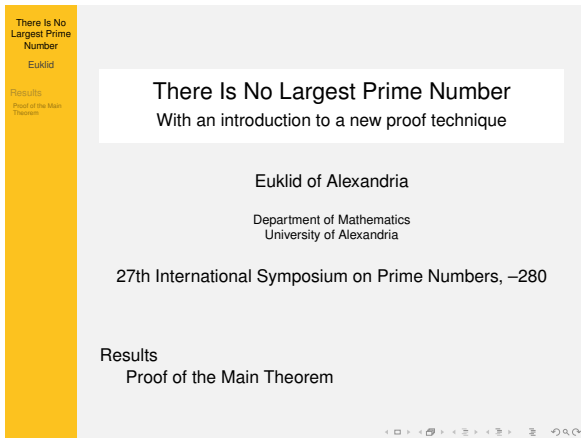 There Is No
Largest Prime
Number
Euklid
Results
Proof of the Main
Theorem
There Is No Largest Prime Number
With an introduction to a new proof technique
Euklid of Alexandria
Department of Mathematics
University of Alexandria
27th International Symposium on Prime Numbers, –280
Results
Proof of the Main Theorem